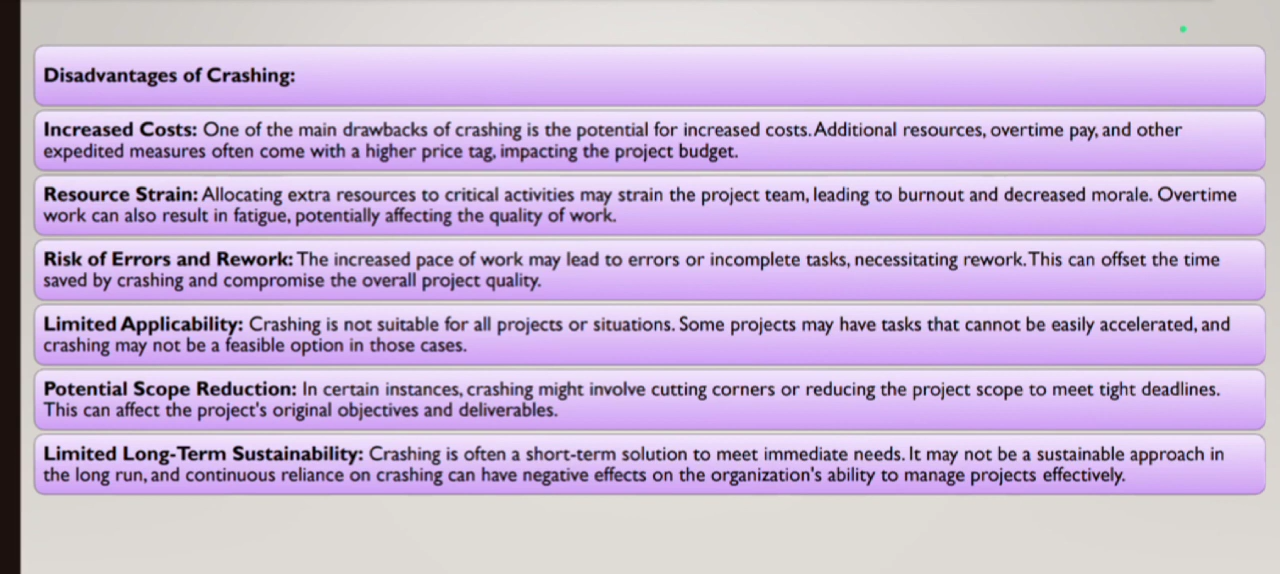 Disadvantages of Crashing:
Increased Costs: One of the main drawbacks of crashing is the potential for increased costs. Additional resources, overtime pay, and other
expedited measures often come with a higher price tag, impacting the project budget.
Resource Strain: Allocating extra resources to critical activities may strain the project team, leading to burnout and decreased morale. Overtime
work can also result in fatigue, potentially affecting the quality of work.
Risk of Errors and Rework: The increased pace of work may lead to errors or incomplete tasks, necessitating rework. This can offset the time
saved by crashing and compromise the overall project quality.
Limited Applicability: Crashing is not suitable for all projects or situations. Some projects may have tasks that cannot be easily accelerated, and
crashing may not be a feasible option in those cases.
Potential Scope Reduction: In certain instances, crashing might involve cutting corners or reducing the project scope to meet tight deadlines.
This can affect the project's original objectives and deliverables.
Limited Long-Term Sustainability: Crashing is often a short-term solution to meet immediate needs. It may not be a sustainable approach in
the long run, and continuous reliance on crashing can have negative effects on the organization's ability to manage projects effectively.